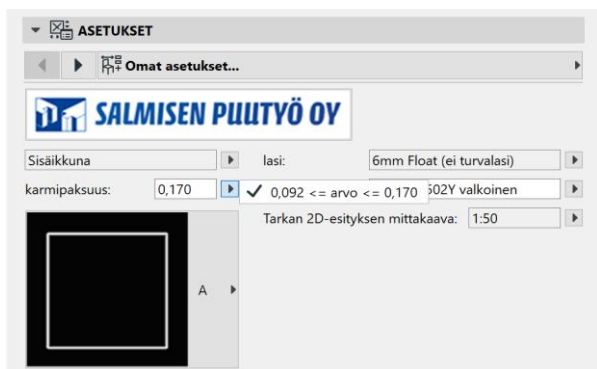 ASETUKSET
Omat asetukset...
SALMISEN PUUTYÖ OY
Sisäikkuna
lasi:
6mm Float (ei turvalasi)
karmipaksuus:
0,170
0,092 <= arvo <= 0,170
502Y valkoinen
Tarkan 2D-esityksen mittakaava:
1:50
A